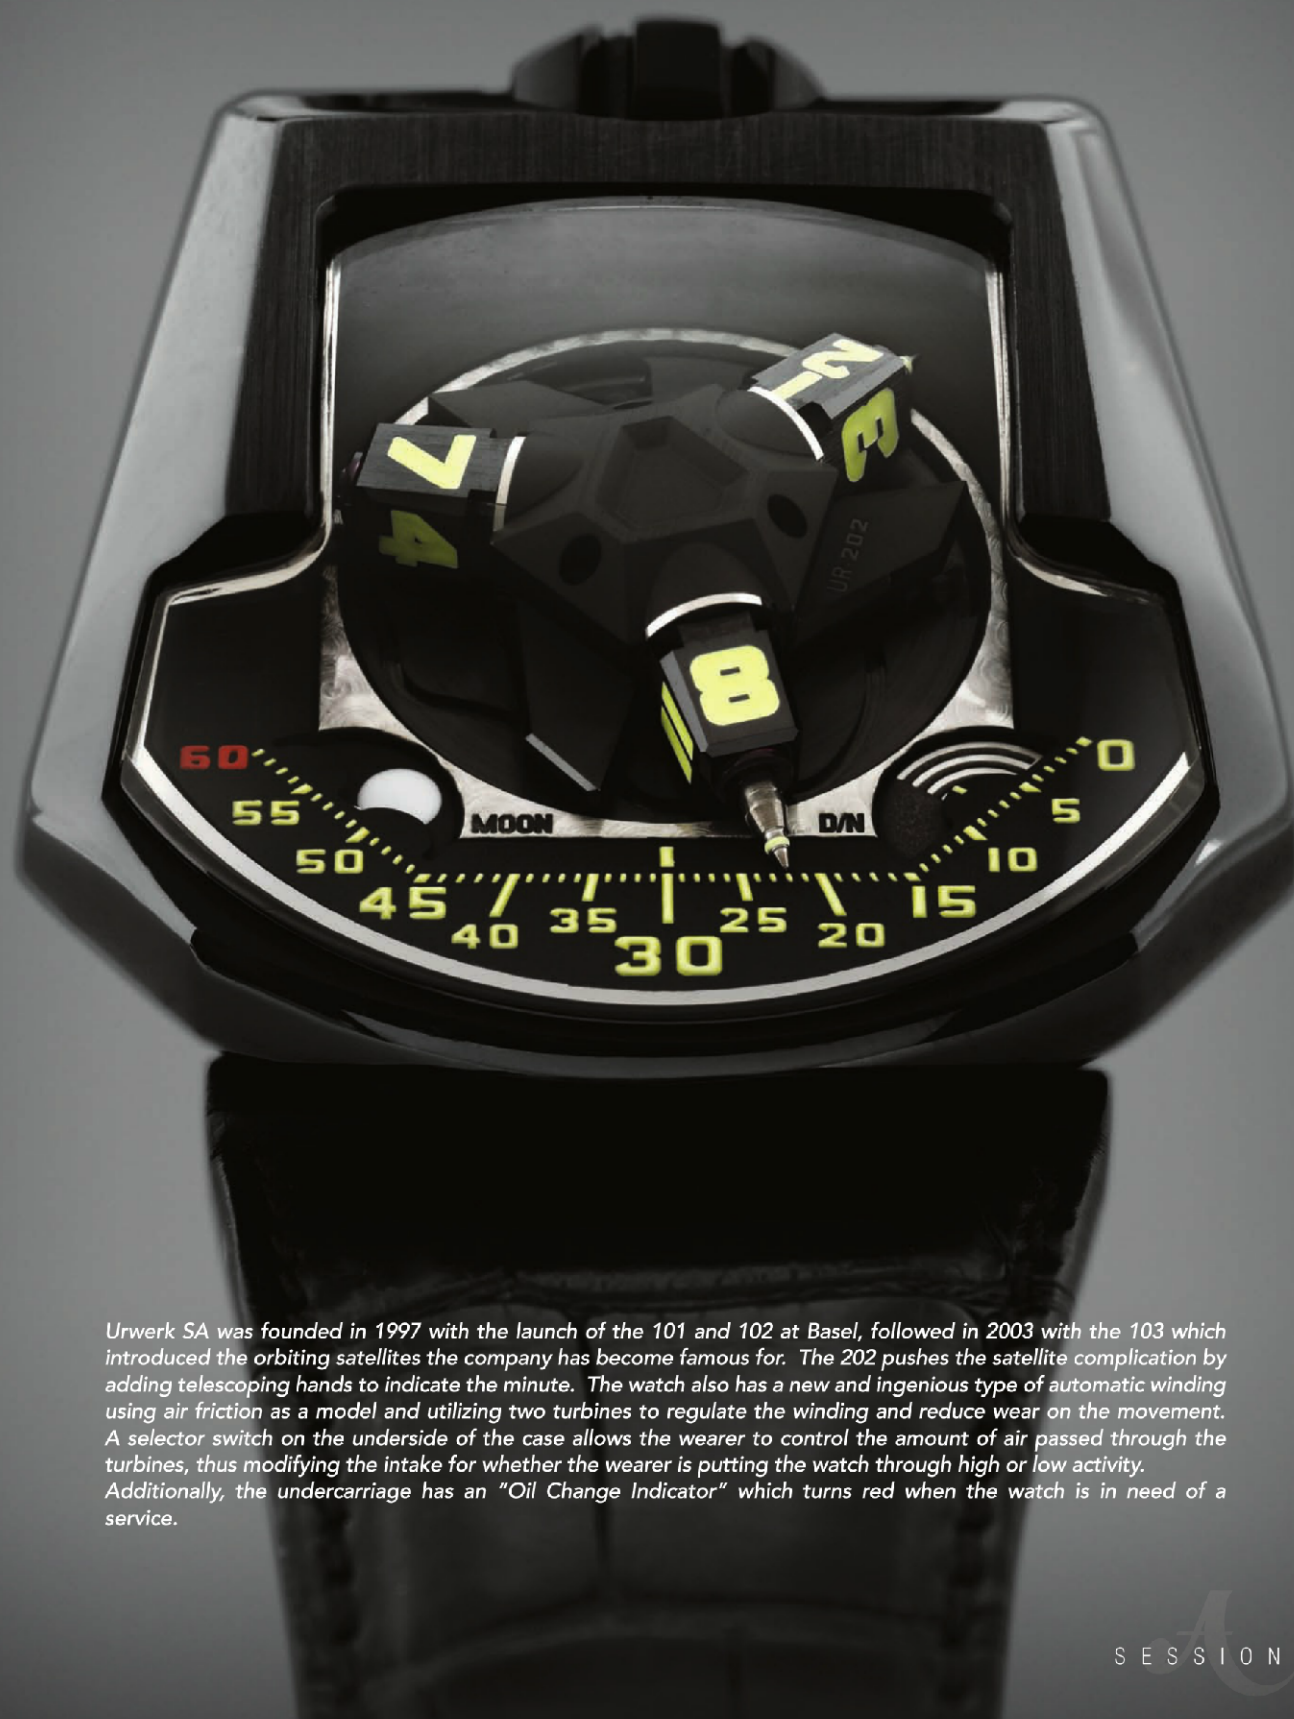 2
3
7
4
UR 202
8
60
0
55
5
MOON
D/N
50
10
45
15
40
35
25
20
30
Urwerk SA was founded in 1997 with the launch of the 101 and 102 at Basel, followed in 2003 with the 103 which
introduced the orbiting satellites the company has become famous for. The 202 pushes the satellite complication by
adding telescoping hands to indicate the minute. The watch also has a new and ingenious type of automatic winding
using air friction as a model and utilizing two turbines to regulate the winding and reduce wear on the movement.
A selector switch on the underside of the case allows the wearer to control the amount of air passed through the
turbines, thus modifying the intake for whether the wearer is putting the watch through high or low activity.
Additionally, the undercarriage has an "Oil Change Indicator" which turns red when the watch is in need of a
service.
A
SESSION